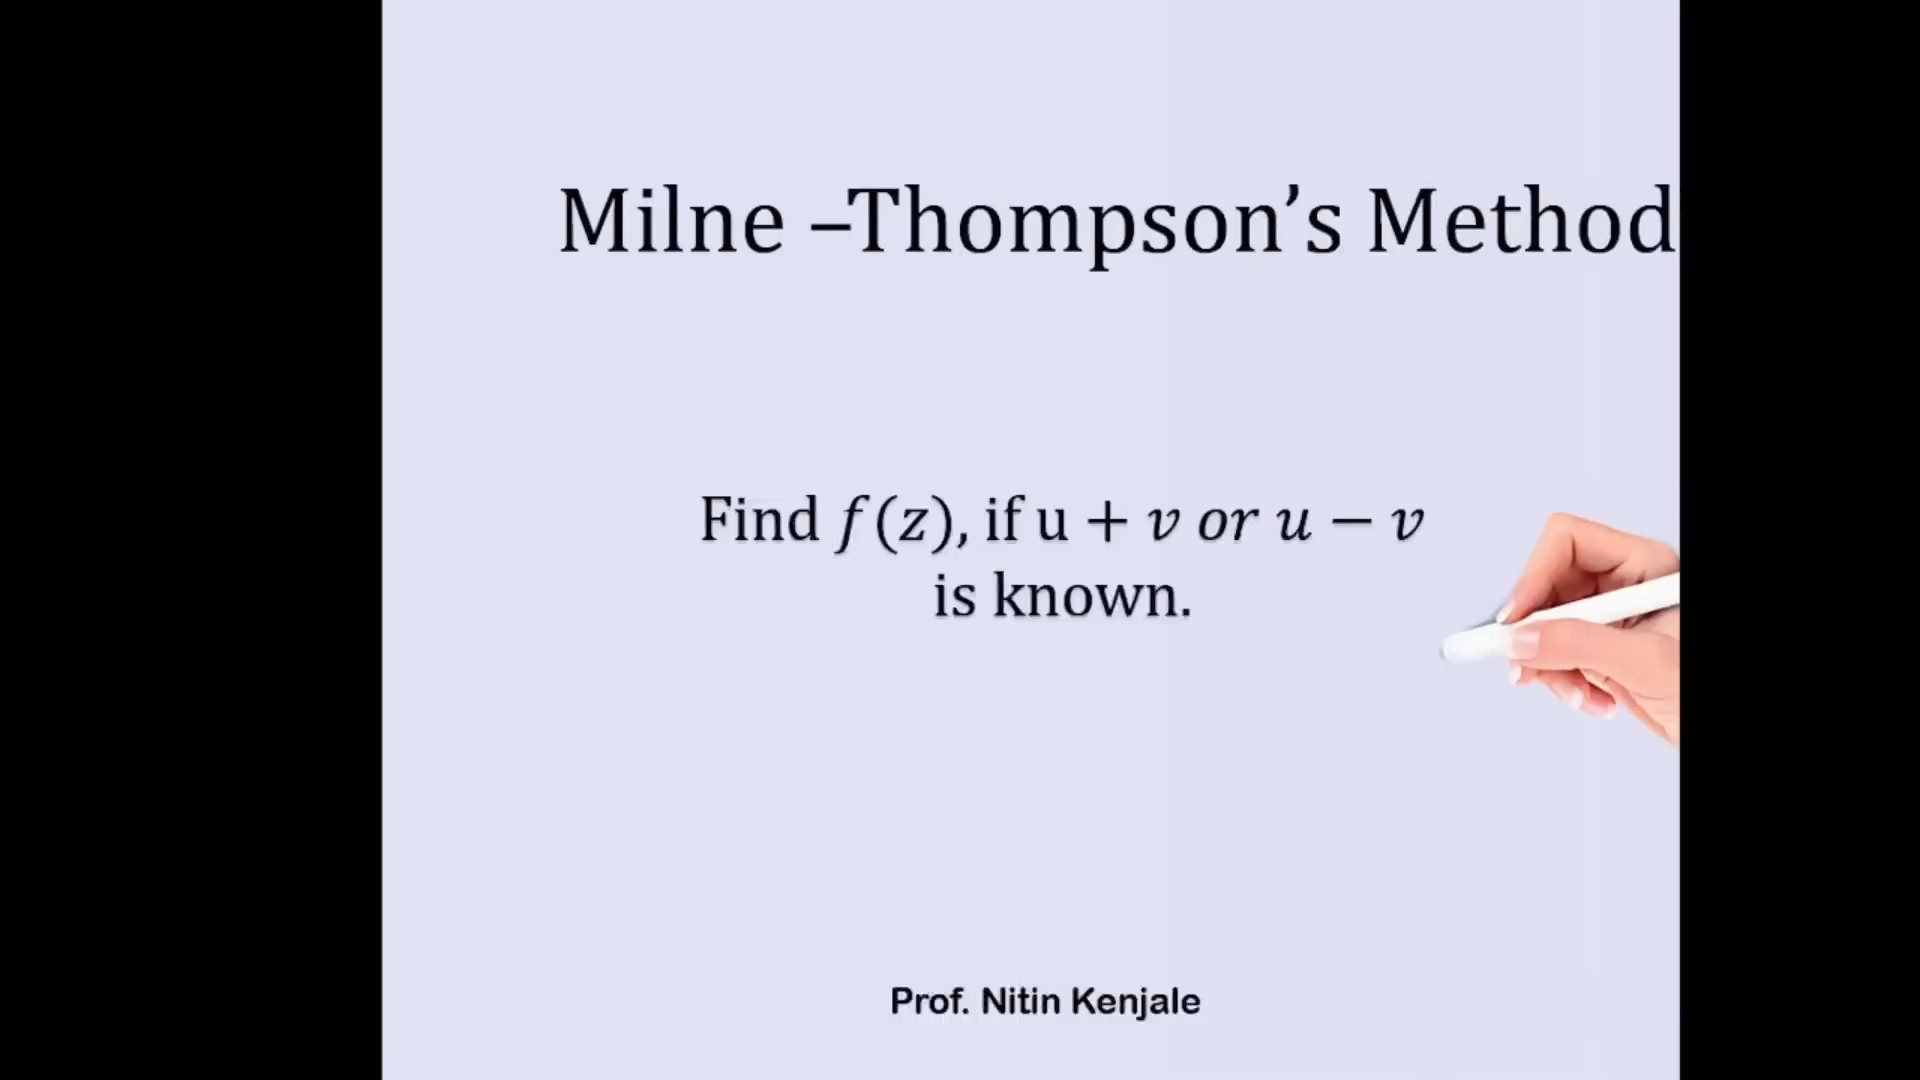 Milne –Thompson’s Method
Find f(z), if u + v or u − v
is known.
Prof. Nitin Kenjale